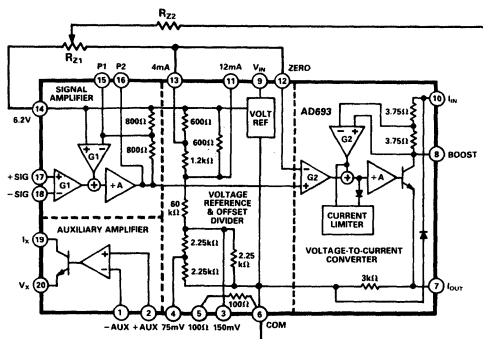 RZ2
RZ1
P1 P2 4mA 12mA VIN ZERO
15 16 13 11 9 12
SIGNAL
AMPLIFIER
VOLT
REF
AD693
10 IIN
14
6.2V
800Ω
800Ω
600Ω
600Ω
1.2kΩ
3.75Ω
3.75Ω
8 BOOST
+ −
G1
− +
G2
+SIG 17
−SIG 18
+ −
G1
+
+A
− +
G2
+
+A
60
kΩ
VOLTAGE
REFERENCE
& OFFSET
DIVIDER
CURRENT
LIMITER
AUXILIARY AMPLIFIER
VOLTAGE-TO-CURRENT
CONVERTER
IX 19
VX 20
+
−
2.25kΩ
2.25kΩ
2.25
kΩ
3kΩ
7 IOUT
100Ω
1 2 4 5 3 6
−AUX +AUX 75mV 100Ω 150mV COM